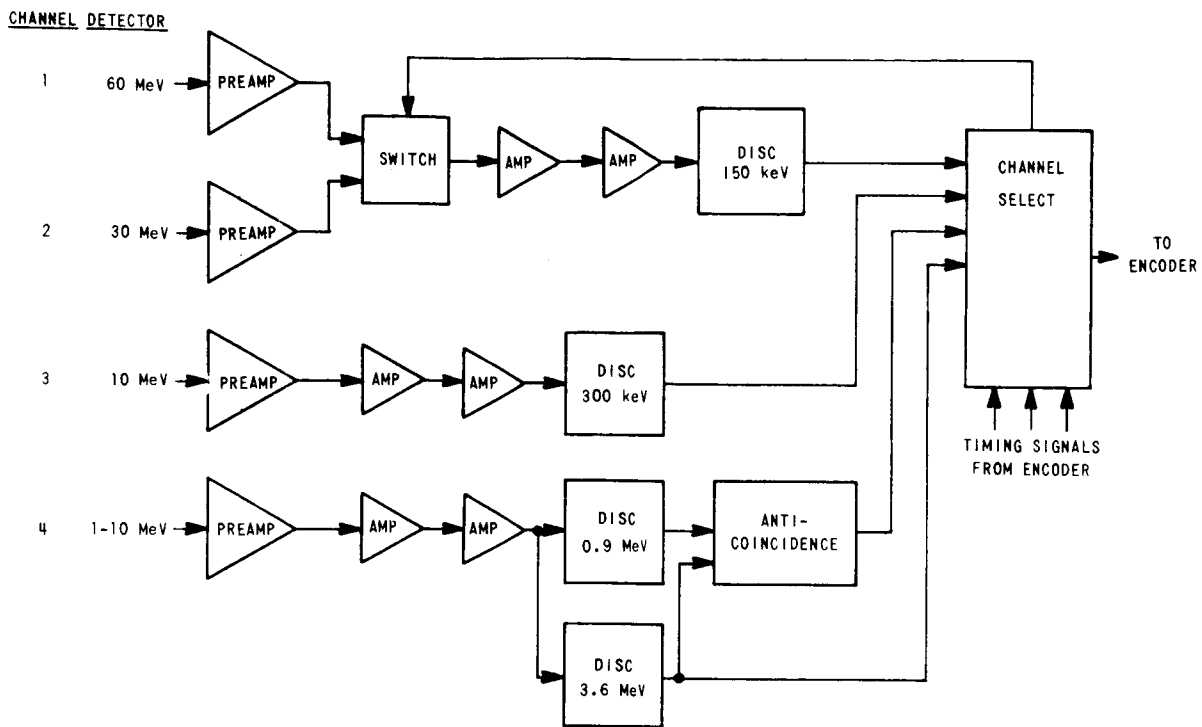 CHANNEL DETECTOR
1 60 MeV PREAMP
SWITCH AMP AMP DISC
150 keV
CHANNEL
SELECT
2 30 MeV PREAMP
TO
ENCODER
3 10 MeV PREAMP AMP AMP DISC
300 keV
TIMING SIGNALS
FROM ENCODER
4 1-10 MeV PREAMP AMP AMP DISC
0.9 MeV
ANTI-
COINCIDENCE
DISC
3.6 MeV